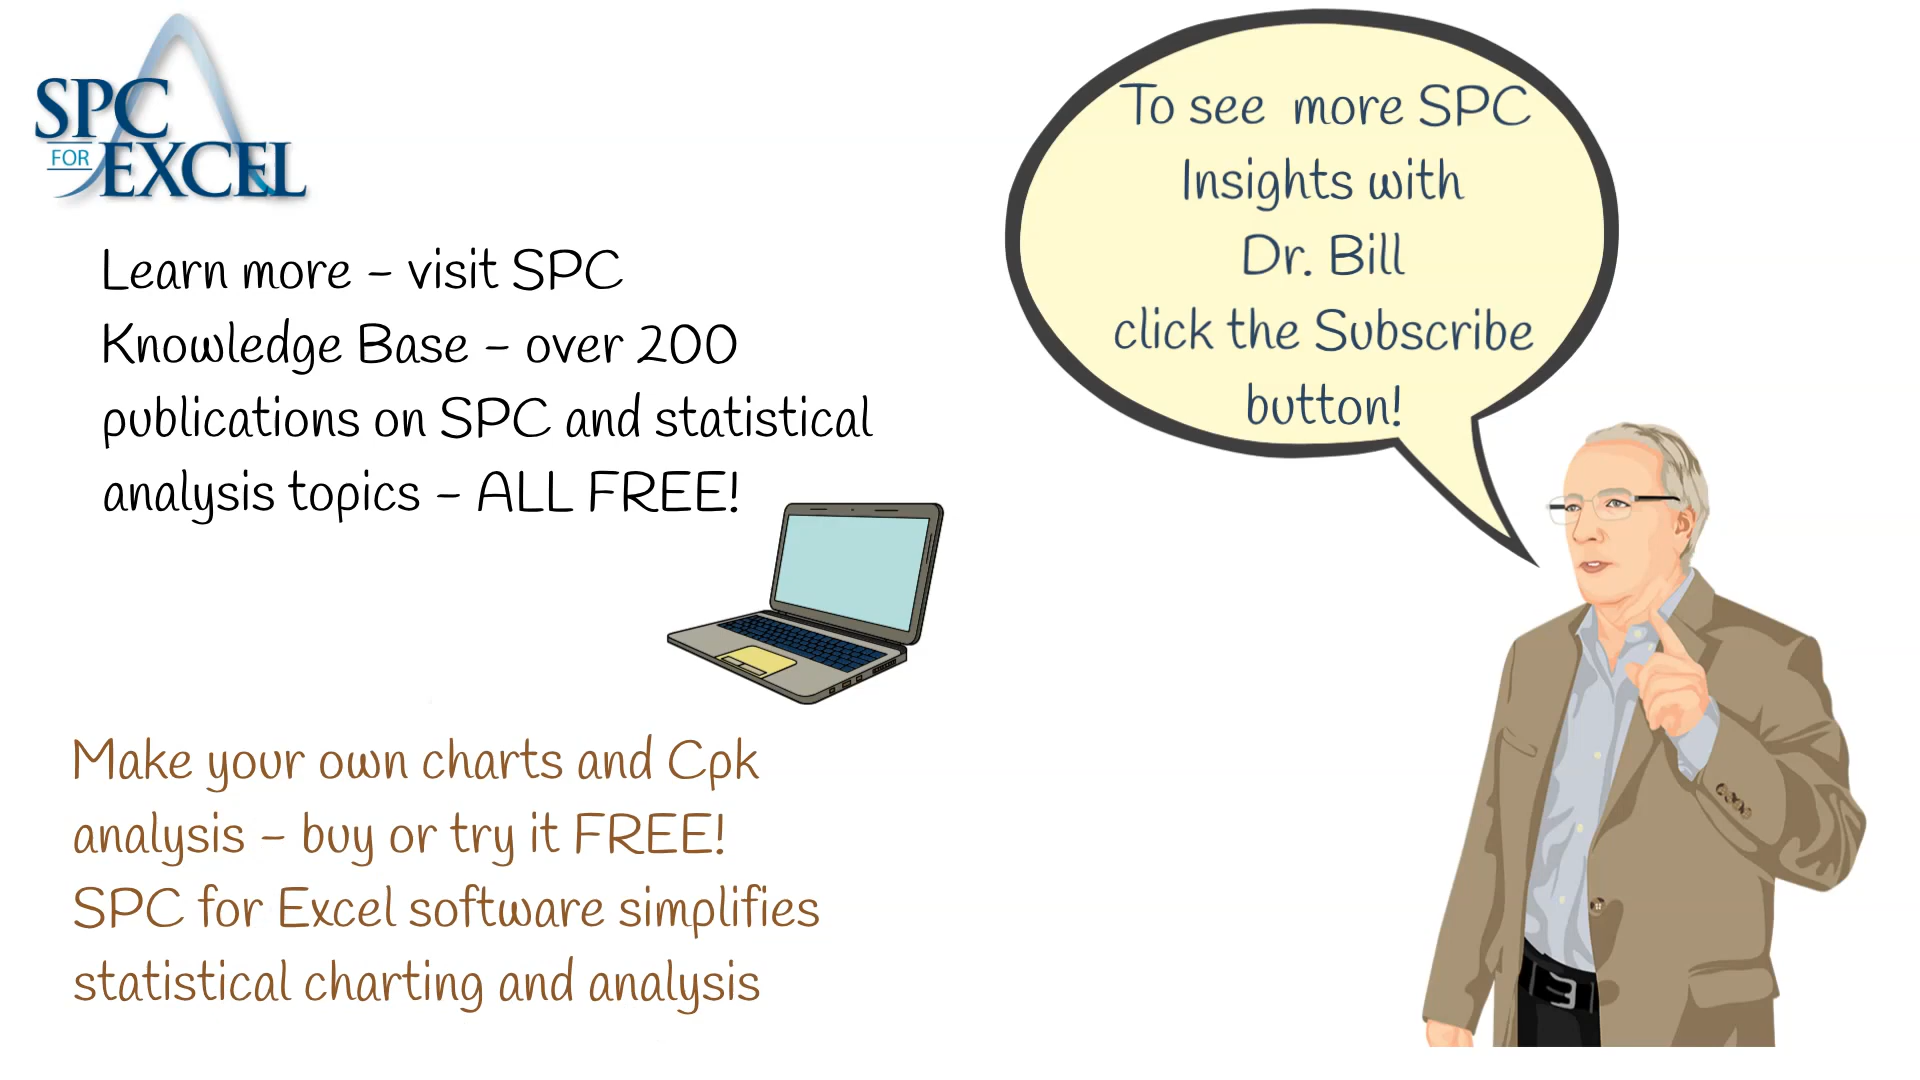 SPC
FOR EXCEL
Learn more – visit SPC
Knowledge Base – over 200
publications on SPC and statistical
analysis topics – ALL FREE!
Make your own charts and Cpk
analysis – buy or try it FREE!
SPC for Excel software simplifies
statistical charting and analysis
To see more SPC
Insights with
Dr. Bill
click the Subscribe
button!